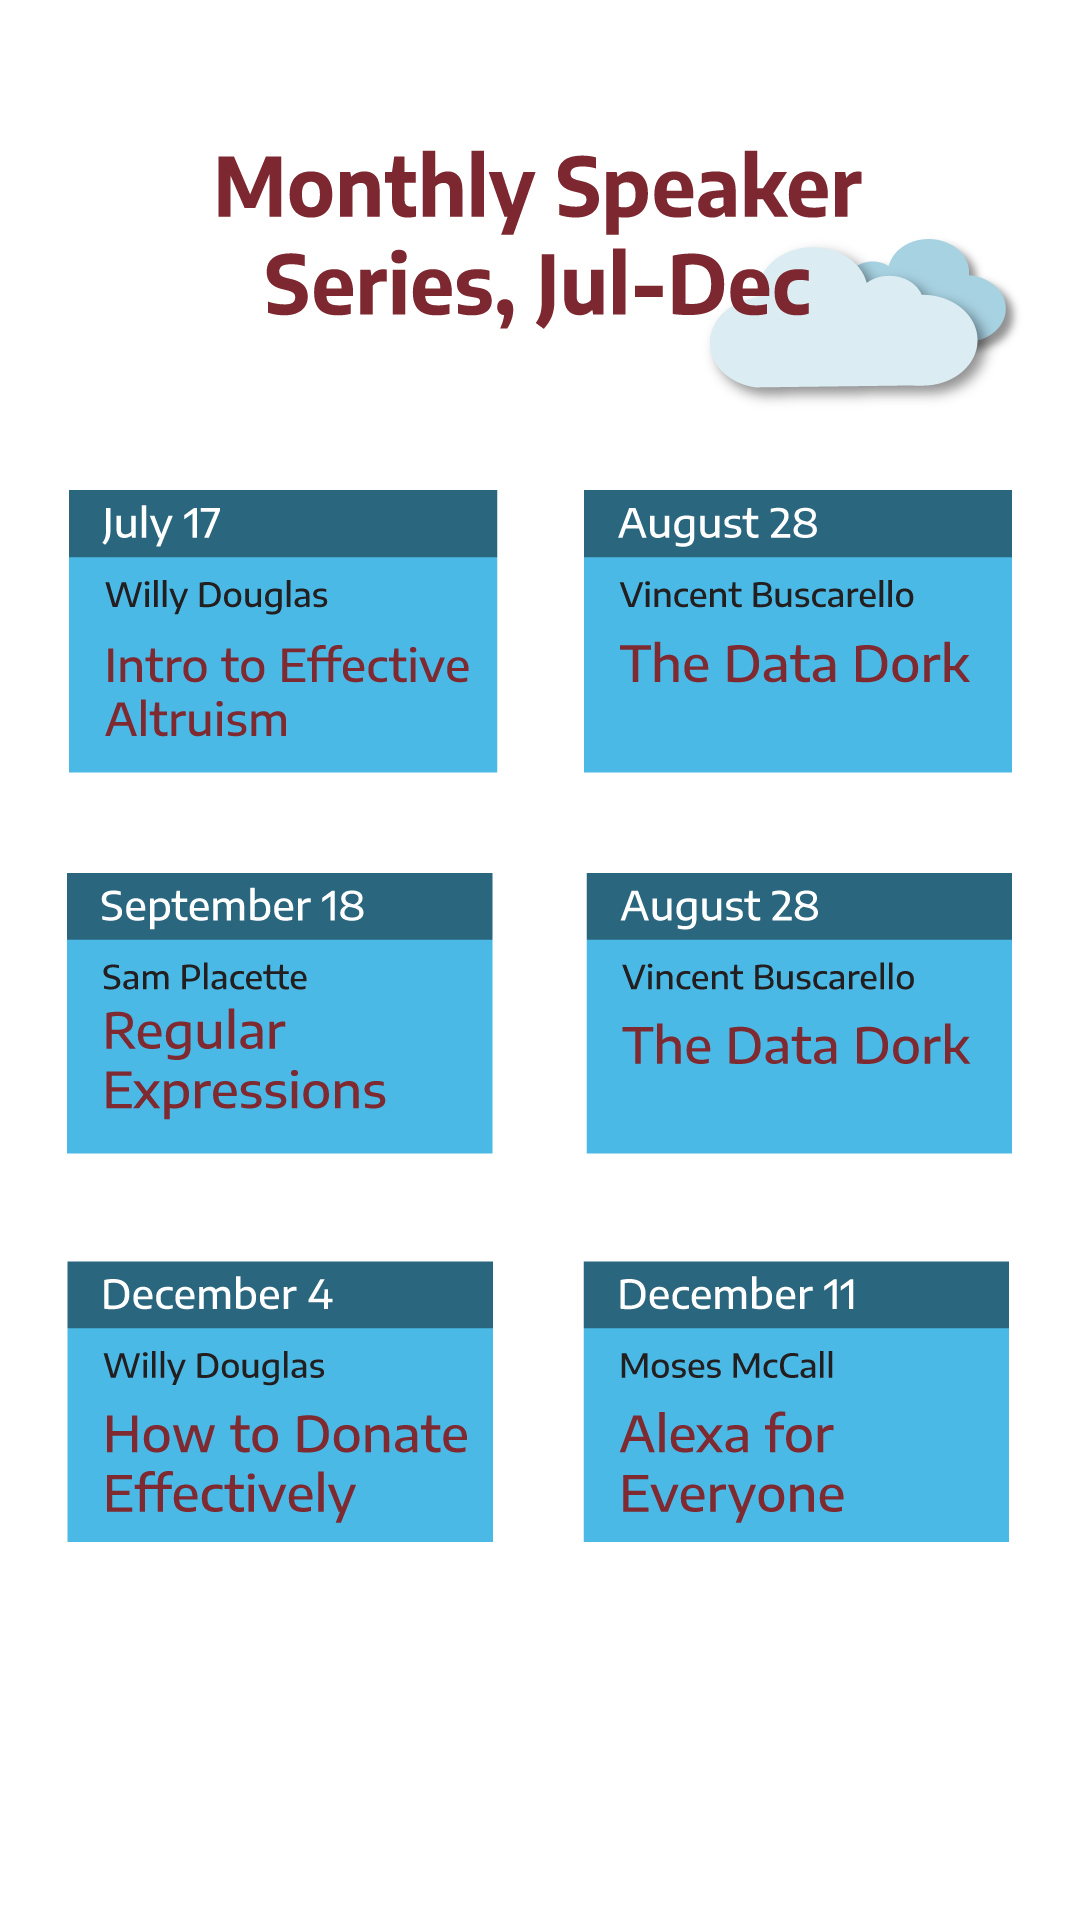 Monthly Speaker
Series, Jul-Dec
July 17
Willy Douglas
Intro to Effective
Altruism
August 28
Vincent Buscarello
The Data Dork
September 18
Sam Placette
Regular
Expressions
August 28
Vincent Buscarello
The Data Dork
December 4
Willy Douglas
How to Donate
Effectively
December 11
Moses McCall
Alexa for
Everyone